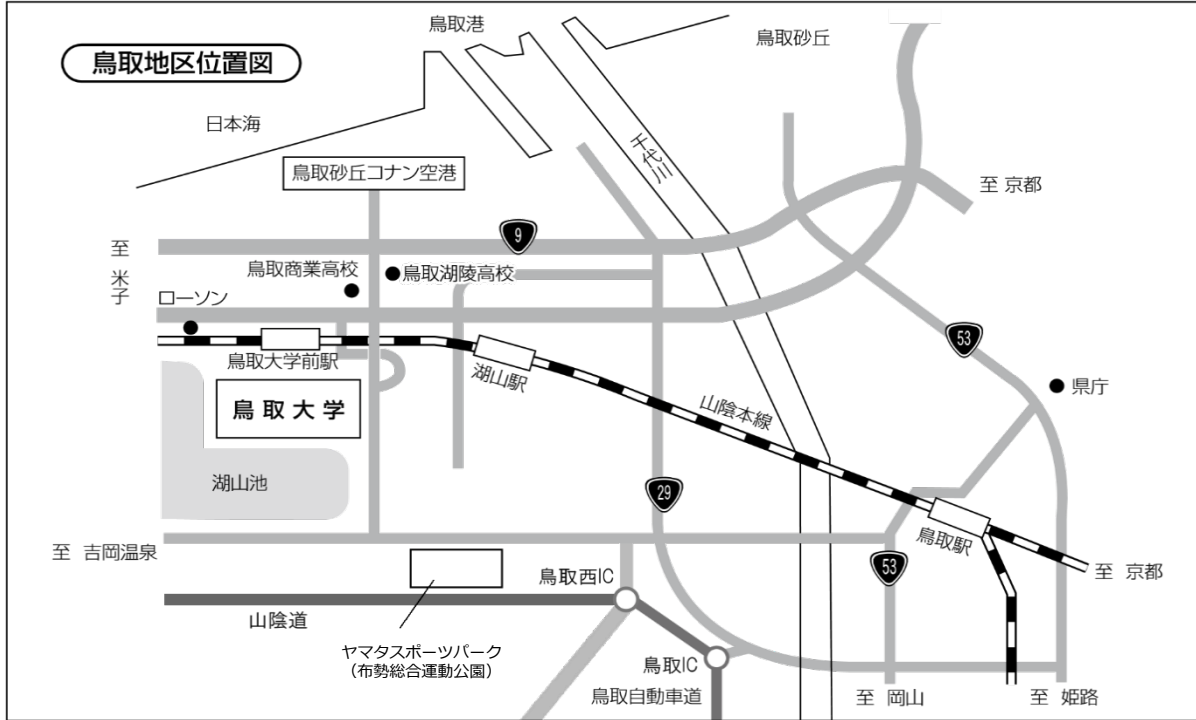 鳥取港
鳥取砂丘
鳥取地区位置図
日本海
千代川
鳥取砂丘コナン空港
至 京都
9
至 米子
鳥取商業高校
鳥取湖陵高校
ローソン
53
鳥取大学前駅
湖山駅
県庁
鳥取大学
山陰本線
湖山池
29
鳥取駅
至 吉岡温泉
鳥取西IC
53
至 京都
山陰道
ヤマタスポーツパーク
(布勢総合運動公園)
鳥取IC
鳥取自動車道
至 岡山
至 姫路